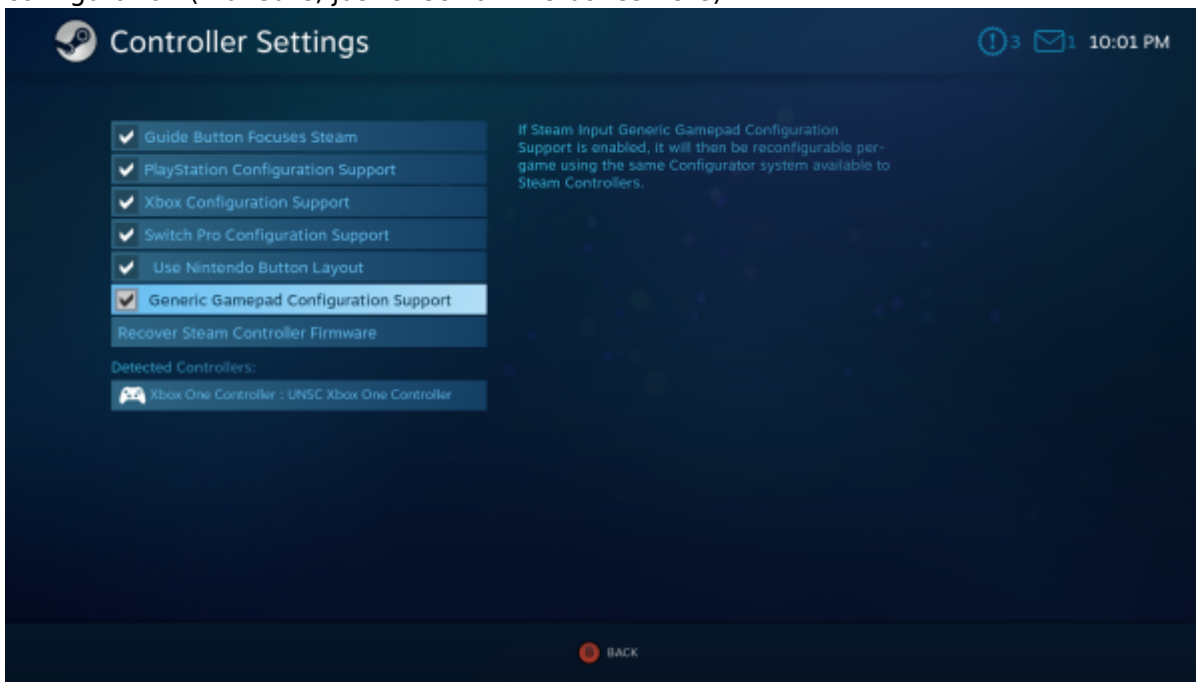 Controller Settings
3 1 10:01 PM
Guide Button Focuses Steam
PlayStation Configuration Support
Xbox Configuration Support
Switch Pro Configuration Support
Use Nintendo Button Layout
Generic Gamepad Configuration Support
Recover Steam Controller Firmware
Detected Controllers:
Xbox One Controller : UNSC Xbox One Controller
If Steam Input Generic Gamepad Configuration
Support is enabled, it will then be reconfigurable per-
game using the same Configurator system available to
Steam Controllers.
B BACK